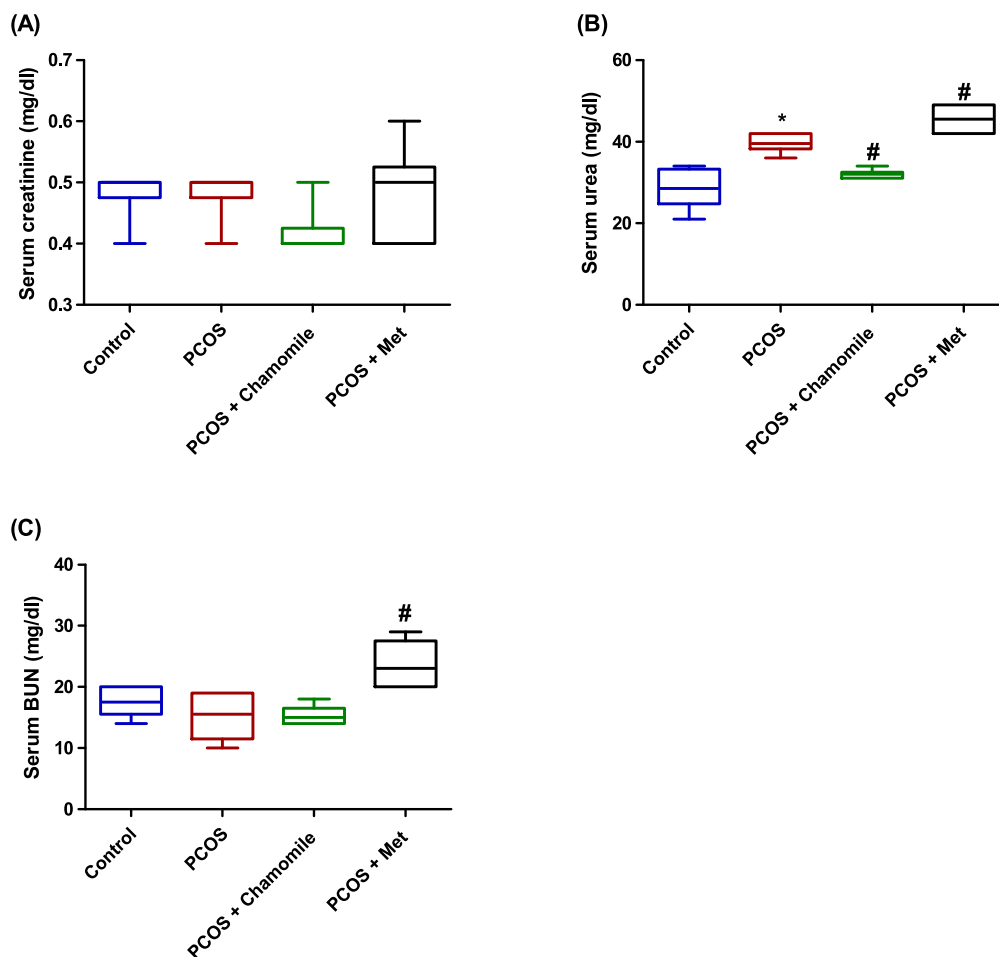 (A)
Serum creatinine (mg/dl)
0.7
0.6
0.5
0.4
0.3
Control
PCOS
PCOS + Chamomile
PCOS + Met
(B)
Serum urea (mg/dl)
60
40
20
0
*
#
#
Control
PCOS
PCOS + Chamomile
PCOS + Met
(C)
Serum BUN (mg/dl)
40
30
20
10
0
#
Control
PCOS
PCOS + Chamomile
PCOS + Met